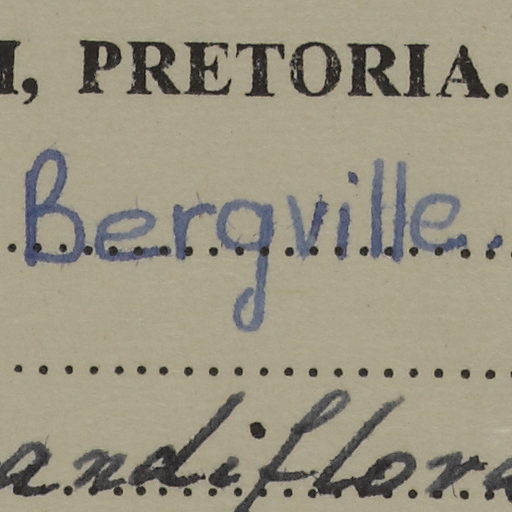 , PRETORIA.
Bergville.
andiflora